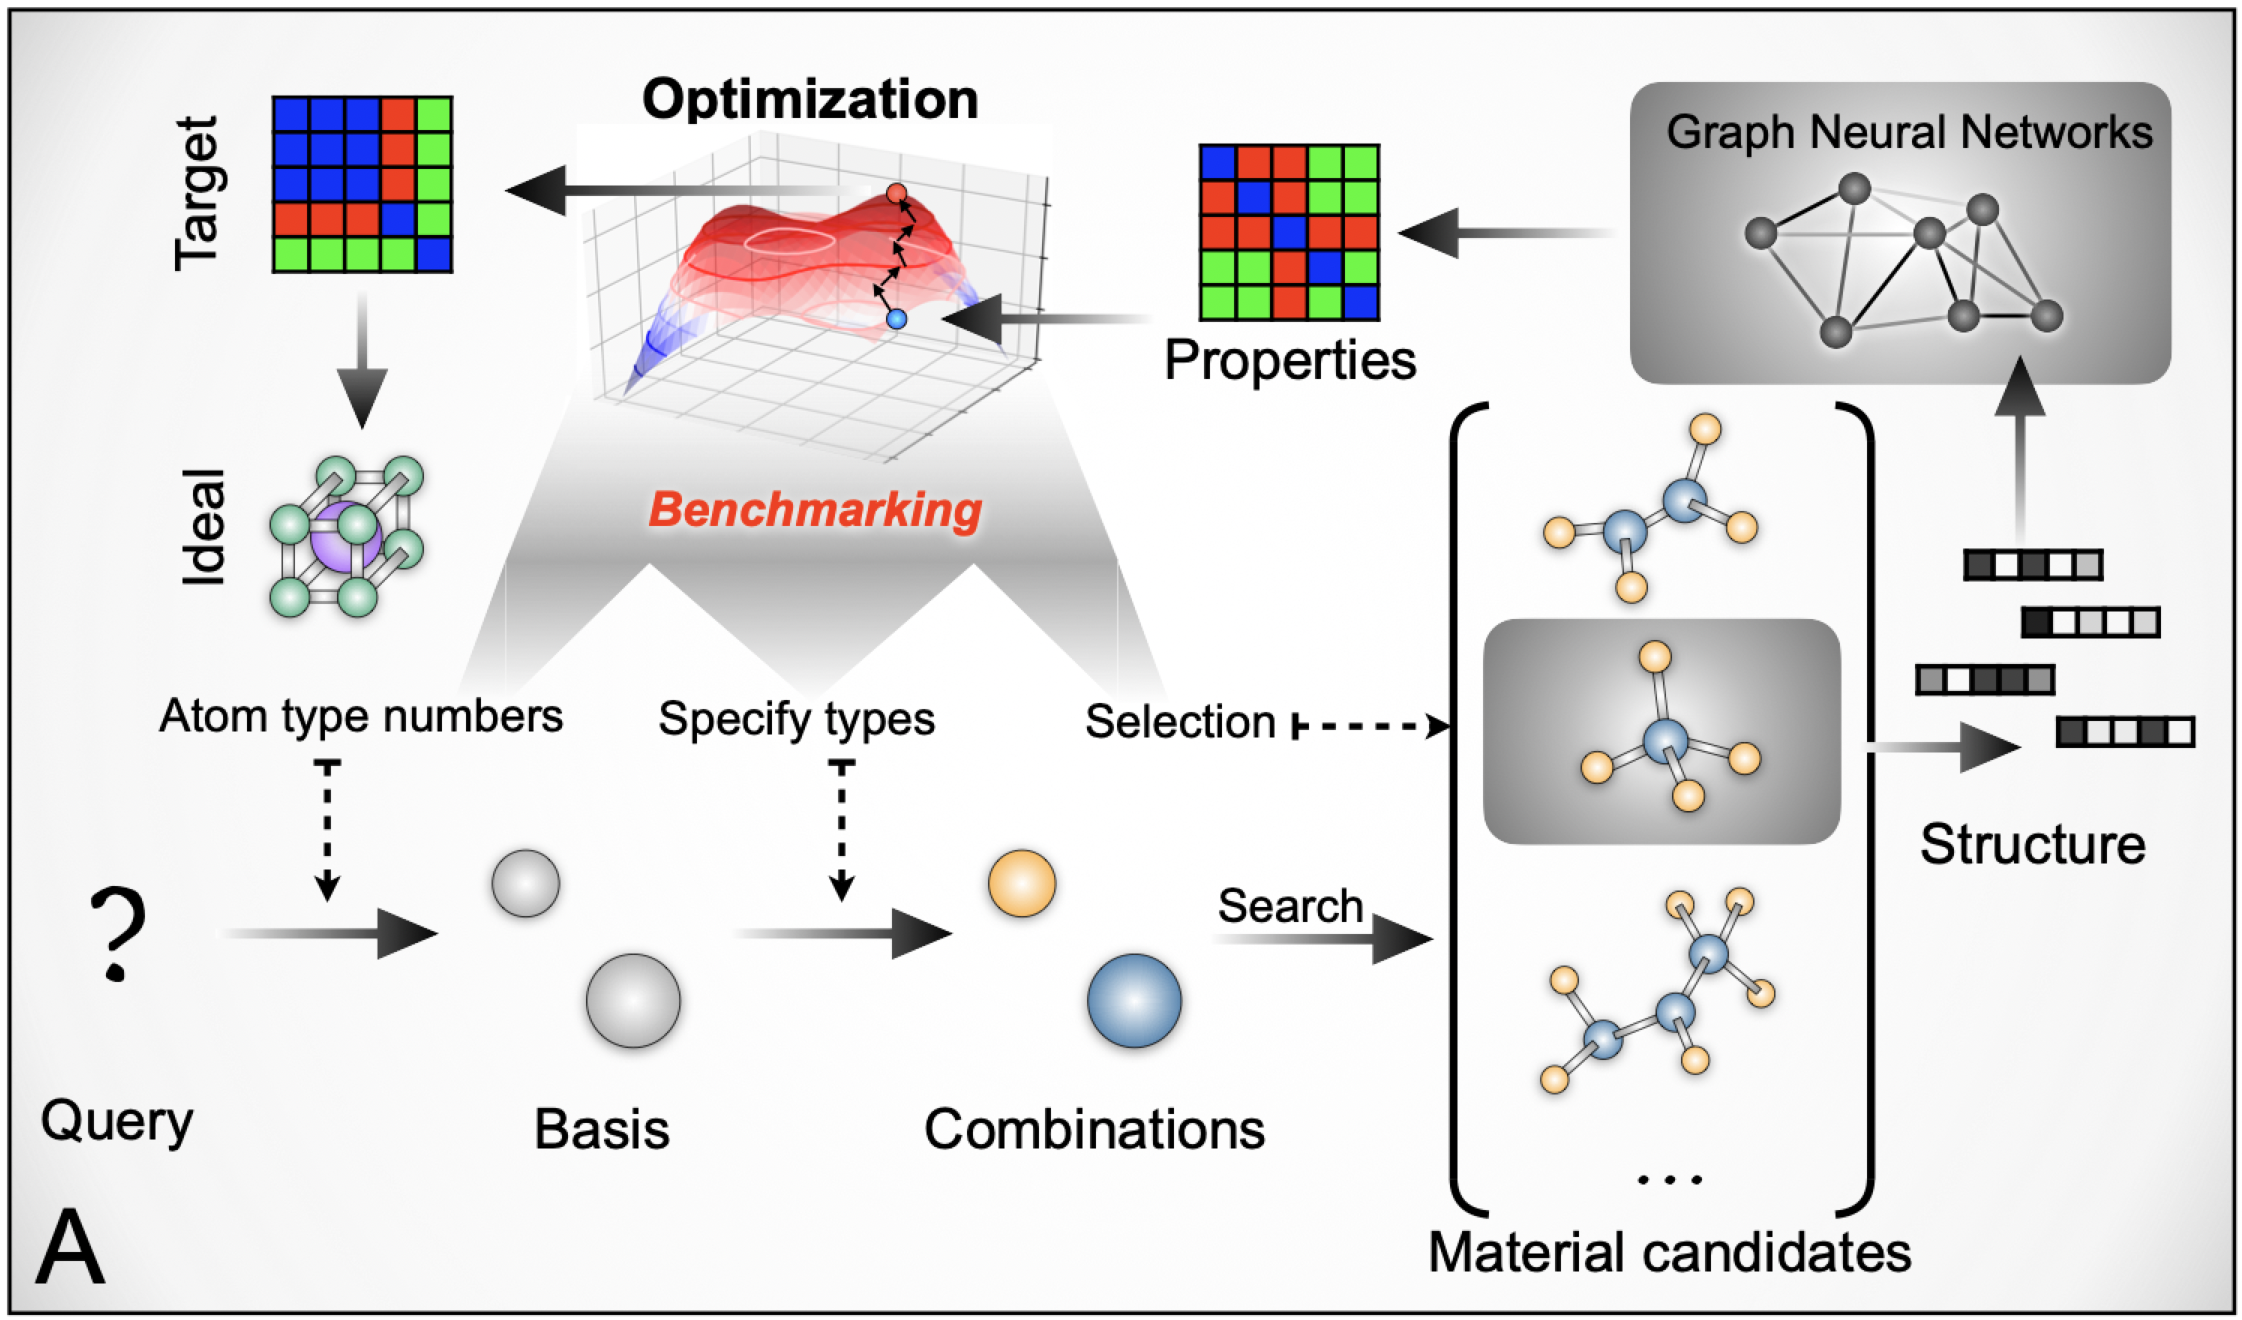 Optimization
Target
Graph Neural Networks
Properties
Ideal
Benchmarking
Atom type numbers
Specify types
Selection
Structure
?
Search
Query
Basis
Combinations
...
Material candidates
A